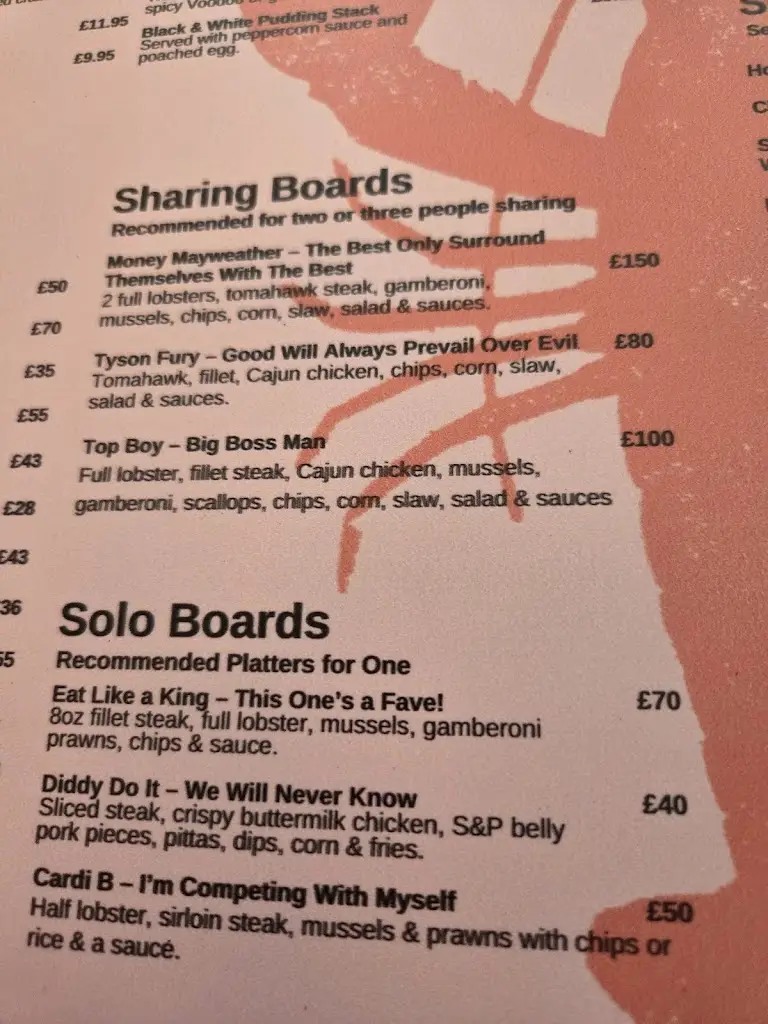 spicy
£11.95
Black & White Pudding Stack
Served with peppercorn sauce and
£9.95
poached egg.
Sharing Boards
Recommended for two or three people sharing
Money Mayweather – The Best Only Surround
Themselves With The Best
£150
2 full lobsters, tomahawk steak, gamberoni,
mussels, chips, corn, slaw, salad & sauces.
Tyson Fury – Good Will Always Prevail Over Evil
£80
Tomahawk, fillet, Cajun chicken, chips, corn, slaw,
salad & sauces.
Top Boy – Big Boss Man
£100
Full lobster, fillet steak, Cajun chicken, mussels,
gamberoni, scallops, chips, corn, slaw, salad & sauces
£50
£70
£35
£55
£43
£28
£43
36
Solo Boards
Recommended Platters for One
Eat Like a King – This One's a Fave!
£70
8oz fillet steak, full lobster, mussels, gamberoni
prawns, chips & sauce.
Diddy Do It – We Will Never Know
£40
Sliced steak, crispy buttermilk chicken, S&P belly
pork pieces, pittas, dips, corn & fries.
Cardi B – I'm Competing With Myself
£50
Half lobster, sirloin steak, mussels & prawns with chips or
rice & a sauce.